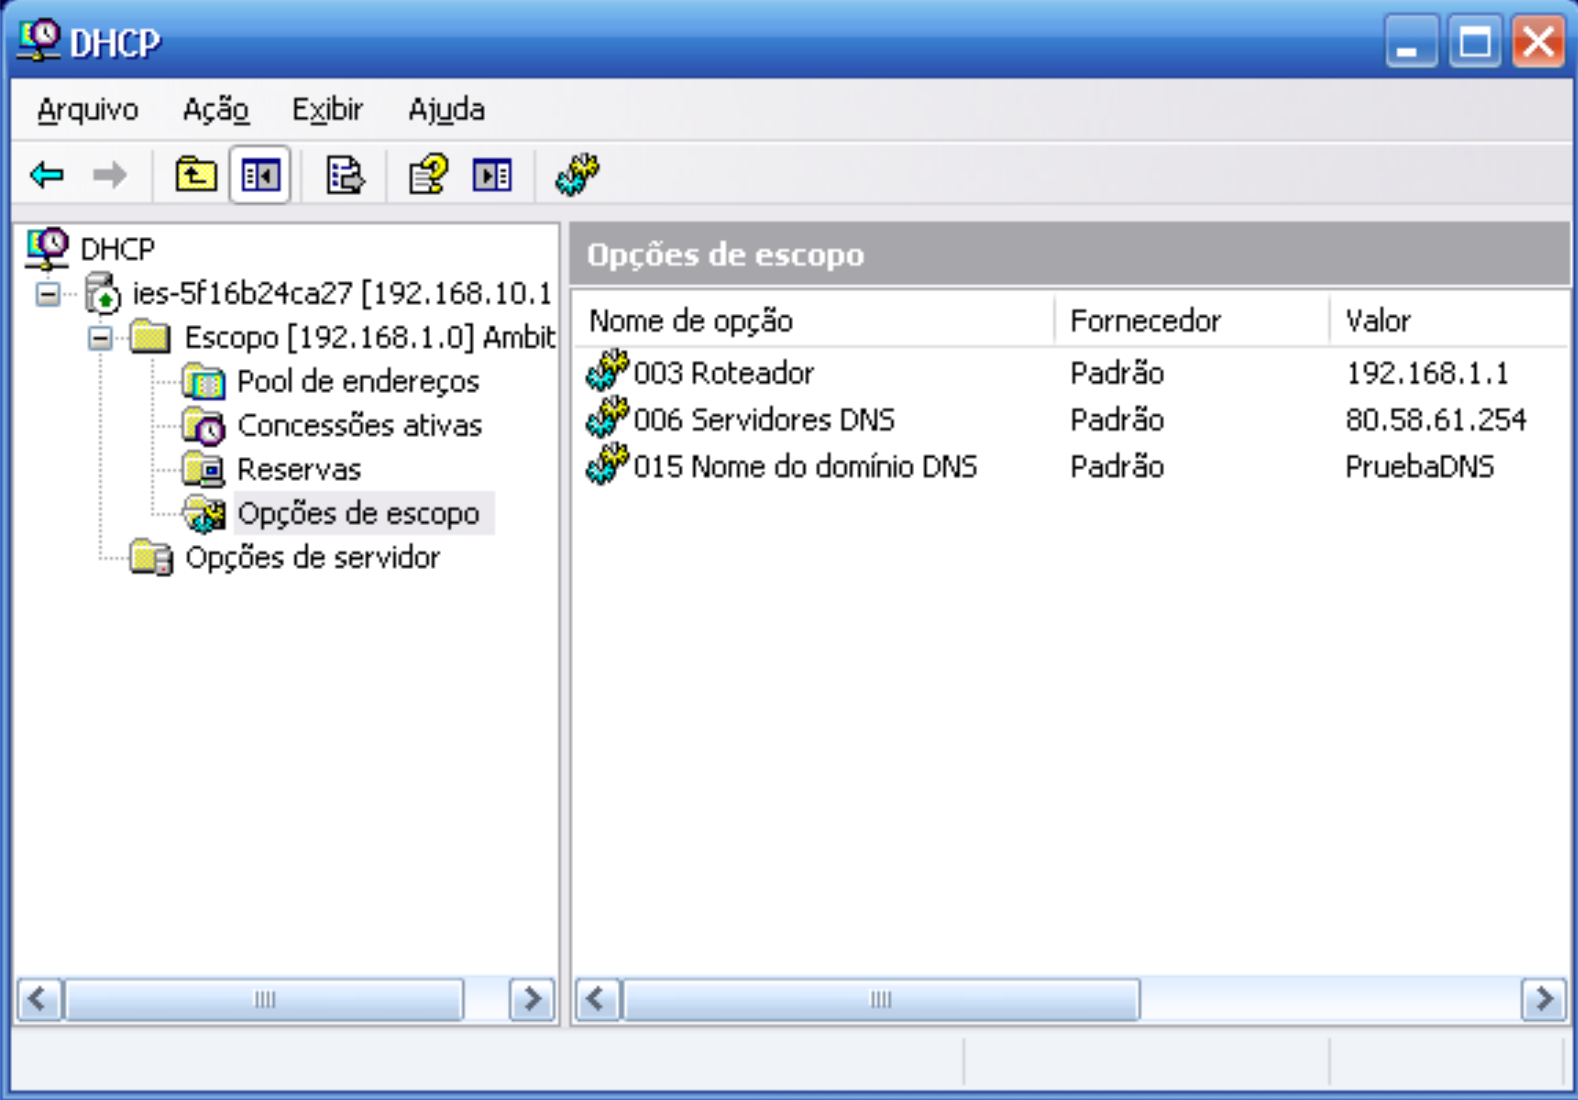 DHCP
Arquivo Ação Exibir Ajuda
DHCP
ies-5f16b24ca27 [192.168.10.1
Escopo [192.168.1.0] Ambit
Pool de endereços
Concessões ativas
Reservas
Opções de escopo
Opções de servidor
Opções de escopo
Nome de opção Fornecedor Valor
003 Roteador Padrão 192.168.1.1
006 Servidores DNS Padrão 80.58.61.254
015 Nome do domínio DNS Padrão PruebaDNS